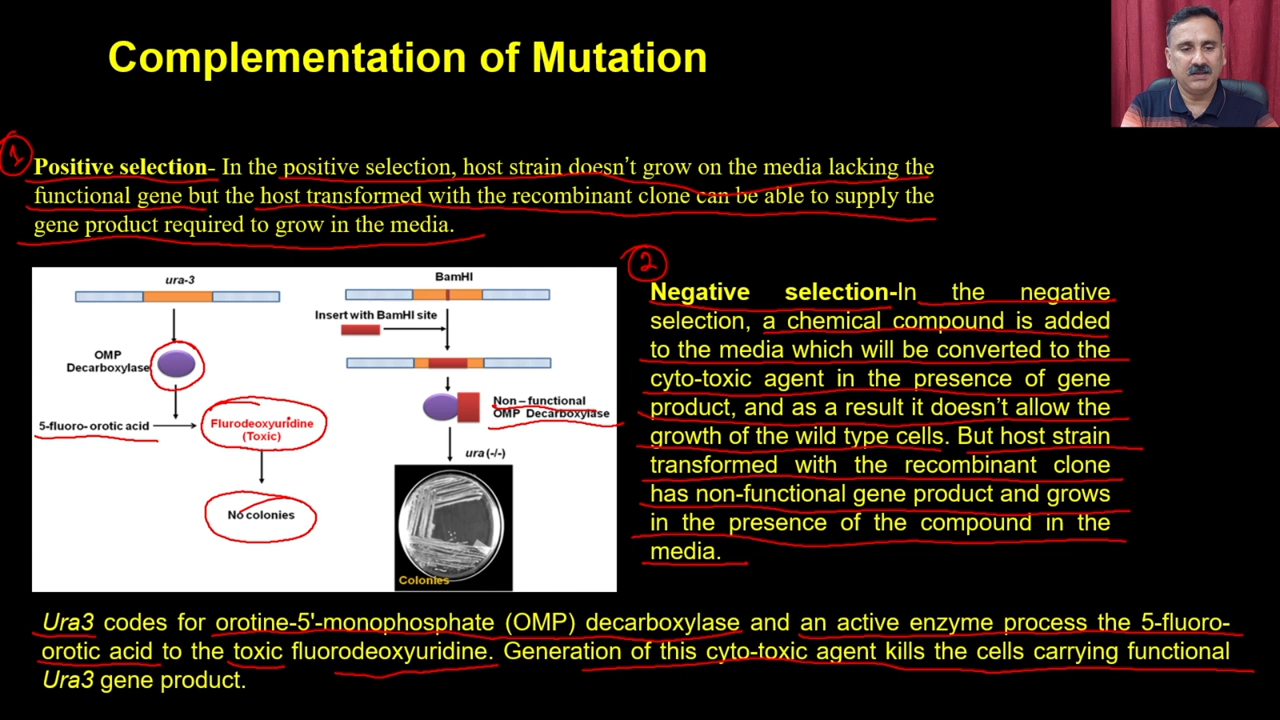 Complementation of Mutation
1
Positive selection- In the positive selection, host strain doesn't grow on the media lacking the
functional gene but the host transformed with the recombinant clone can be able to supply the
gene product required to grow in the media.
ura-3
OMP
Decarboxylase
5-fluoro- orotic acid
Flurodeoxyuridine
(Toxic)
No colonies
BamHI
Insert with BamHI site
Non – functional
OMP Decarboxylase
ura (-/-)
Colonies
2
Negative selection-In the negative
selection, a chemical compound is added
to the media which will be converted to the
cyto-toxic agent in the presence of gene
product, and as a result it doesn't allow the
growth of the wild type cells. But host strain
transformed with the recombinant clone
has non-functional gene product and grows
in the presence of the compound in the
media.
Ura3 codes for orotine-5'-monophosphate (OMP) decarboxylase and an active enzyme process the 5-fluoro-
orotic acid to the toxic fluorodeoxyuridine. Generation of this cyto-toxic agent kills the cells carrying functional
Ura3 gene product.